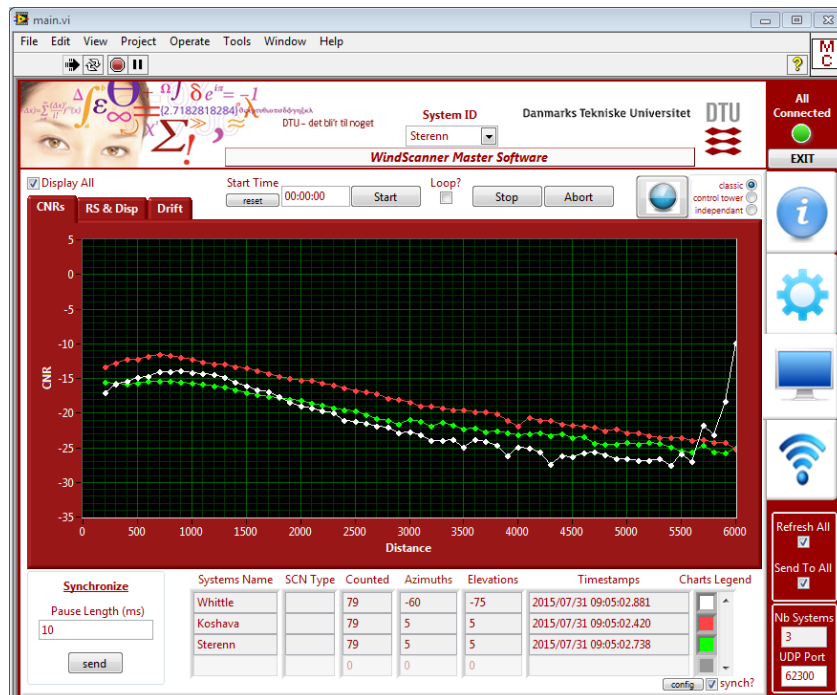 main.vi
File Edit View Project Operate Tools Window Help
M
C
{2.7182818284}
e^iπ = -1
DTU – det bli'r til noget
System ID
Sterenn
Danmarks Tekniske Universitet DTU
WindScanner Master Software
All
Connected
EXIT
Display All
Start Time
reset
00:00:00
Start
Loop?
Stop
Abort
classic
control tower
independant
CNRs RS & Disp Drift
CNR
5
0
-5
-10
-15
-20
-25
-30
-35
0 500 1000 1500 2000 2500 3000 3500 4000 4500 5000 5500 6000
Distance
Synchronize
Pause Length (ms)
10
send
Systems Name SCN Type Counted Azimuths Elevations Timestamps Charts Legend
Whittle 79 -60 -75 2015/07/31 09:05:02.881
Koshava 79 5 5 2015/07/31 09:05:02.420
Sterenn 79 5 5 2015/07/31 09:05:02.738
0 0 0
config synch?
Refresh All
Send To All
Nb Systems
3
UDP Port
62300